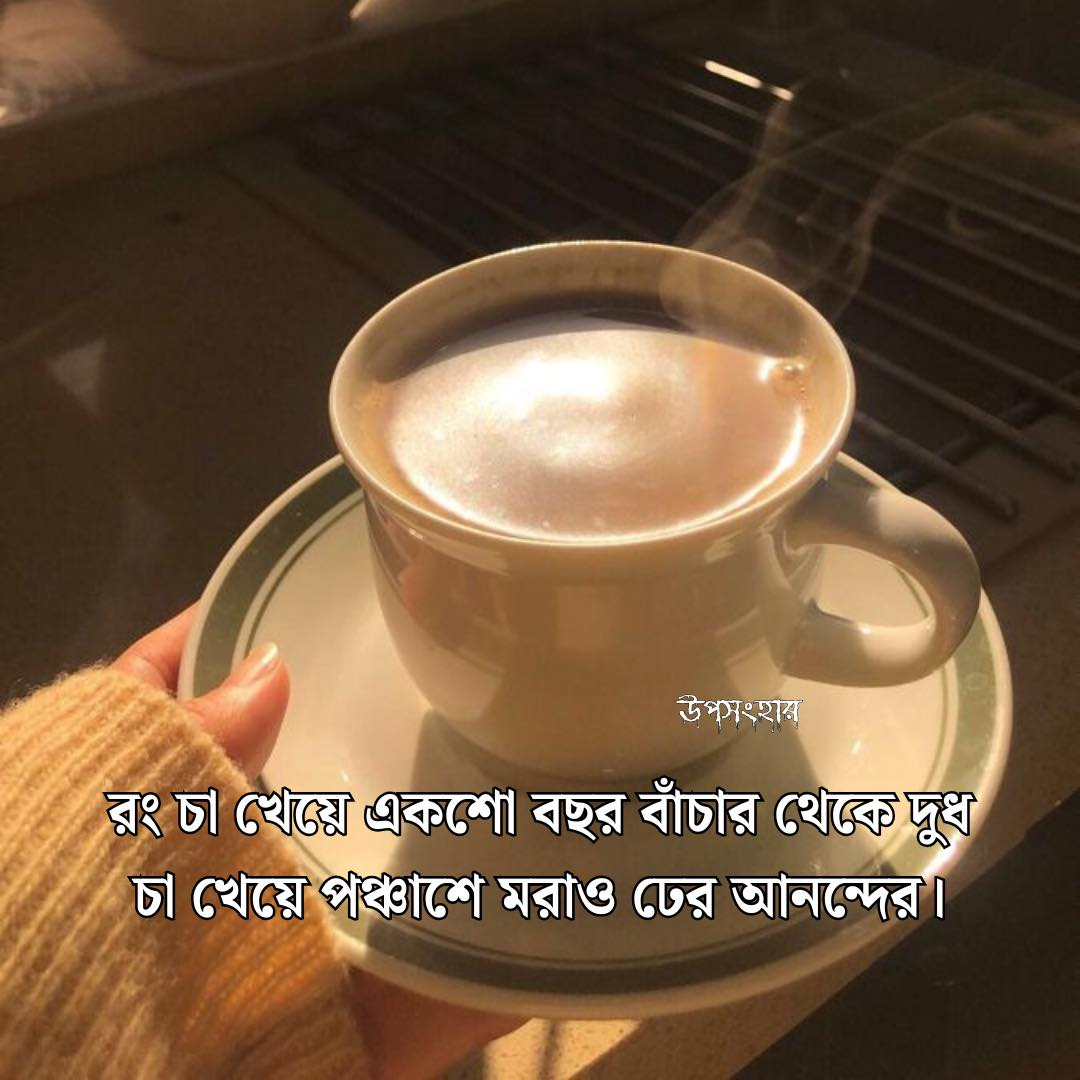 উপসংহার
রং চা খেয়ে একশো বছর বাঁচার থেকে দুধ
চা খেয়ে পঞ্চাশে মরাও ঢের আনন্দের।